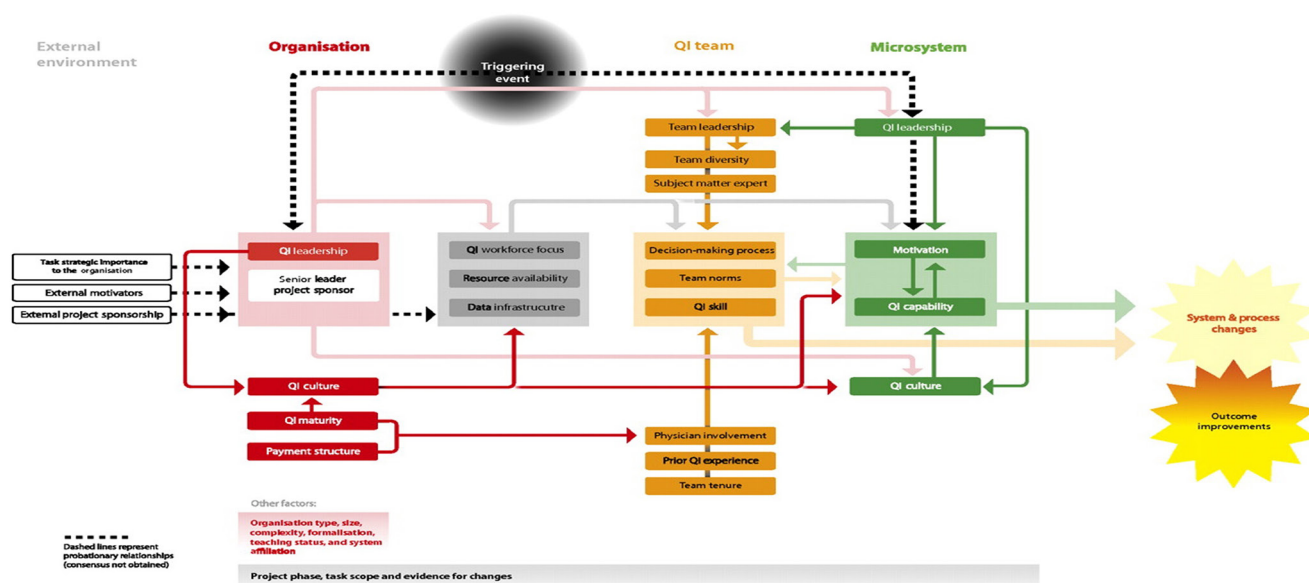 External
environment
Organisation
QI team
Microsystem
Triggering
event
Team leadership
QI leadership
Team diversity
Subject matter expert
QI leadership
Senior leader
project sponsor
QI workforce focus
Resource availability
Data infrastrucutre
Decision-making process
Team norms
QI skill
Motivation
QI capability
Task strategic importance
to the organisation
External motivators
External project sponsorship
System & process
changes
QI culture
QI culture
QI maturity
Payment structure
Physician involvement
Prior QI experience
Team tenure
Outcome
improvements
Other factors:
Organisation type, size,
complexity, formalisation,
teaching status, and system
affiliation
Dashed lines represent
probationary relationships
(consensus not obtained)
Project phase, task scope and evidence for changes